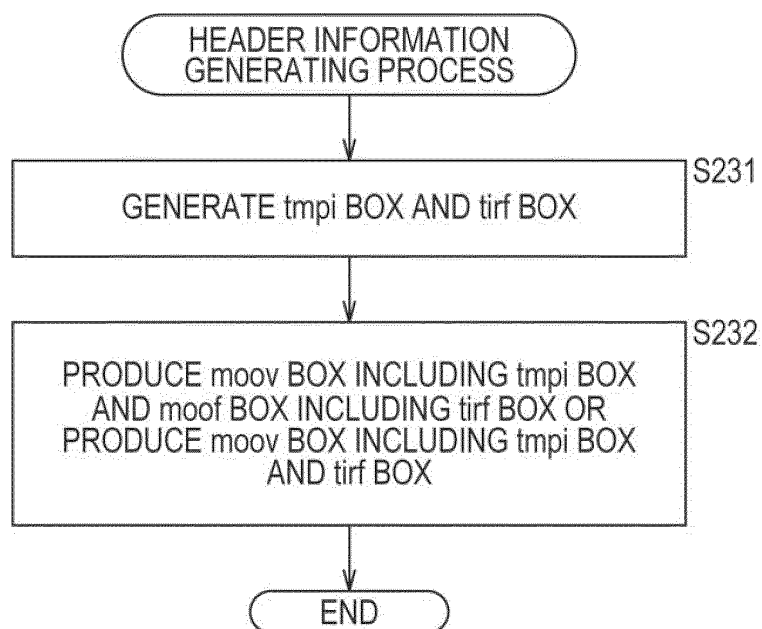 HEADER INFORMATION
GENERATING PROCESS
S231
GENERATE tmpi BOX AND tirf BOX
S232
PRODUCE moov BOX INCLUDING tmpi BOX
AND moof BOX INCLUDING tirf BOX OR
PRODUCE moov BOX INCLUDING tmpi BOX
AND tirf BOX
END